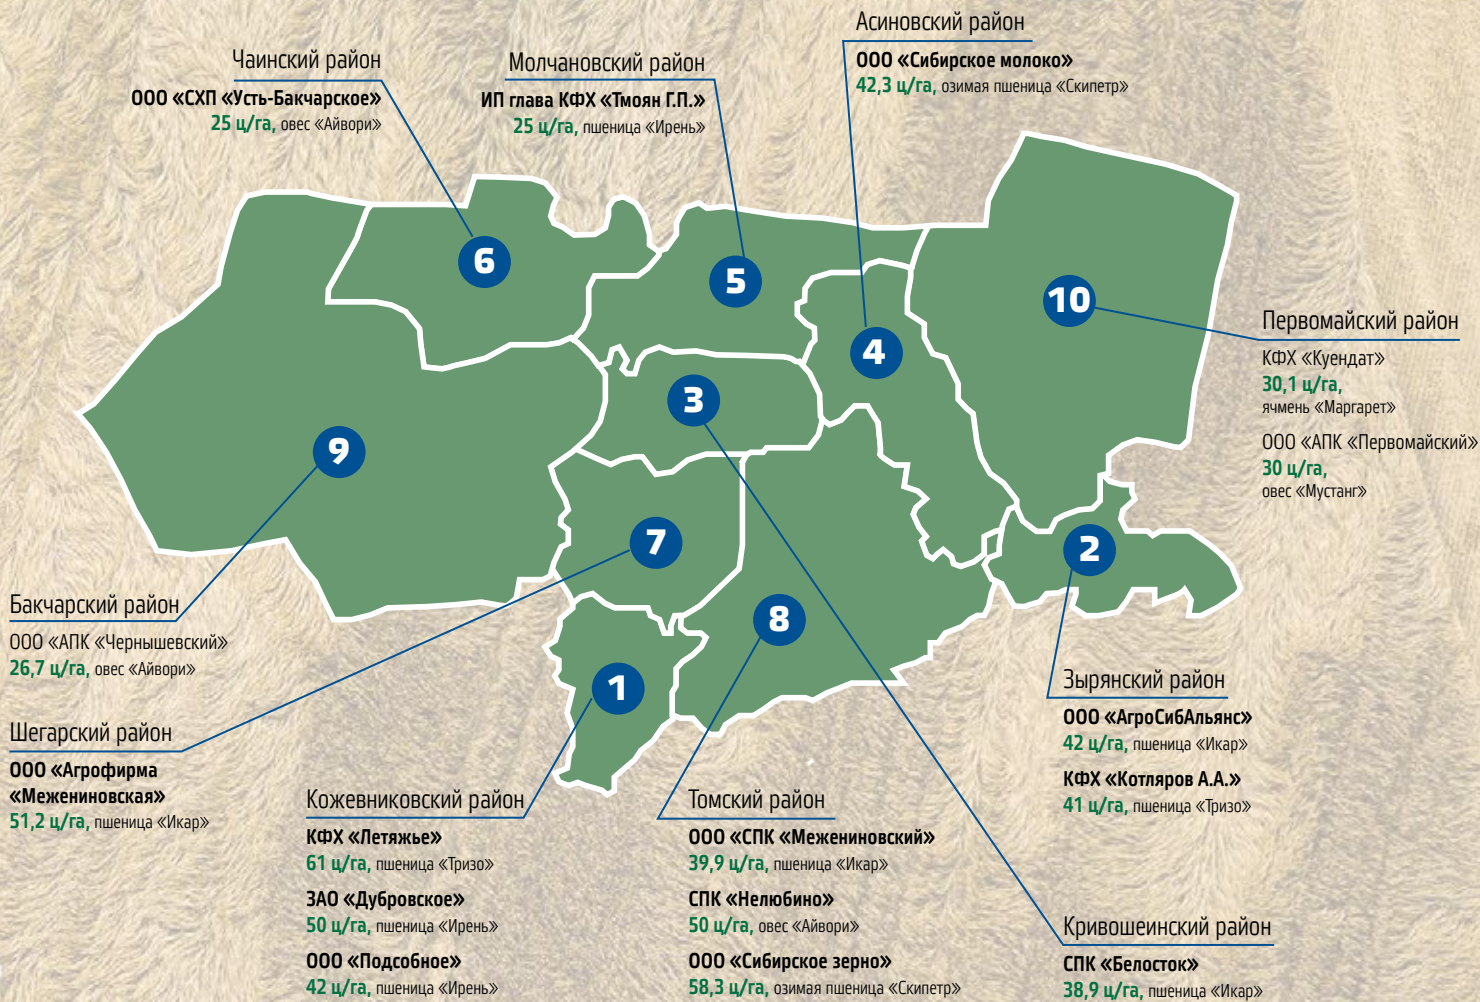 Чаинский район
ООО «СХП «Усть-Бакчарское»
25 ц/га, овес «Айвори»
Молчановский район
ИП глава КФХ «Тмоян Г.П.»
25 ц/га, пшеница «Ирень»
Асиновский район
ООО «Сибирское молоко»
42,3 ц/га, озимая пшеница «Скипетр»
6
5
4
10
3
9
7
2
8
1
Первомайский район
КФХ «Куендат»
30,1 ц/га,
ячмень «Маргарет»
ООО «АПК «Первомайский»
30 ц/га,
овес «Мустанг»
Бакчарский район
ООО «АПК «Чернышевский»
26,7 ц/га, овес «Айвори»
Шегарский район
ООО «Агрофирма
«Межениновская»
51,2 ц/га, пшеница «Икар»
Кожевниковский район
КФХ «Летяжье»
61 ц/га, пшеница «Тризо»
ЗАО «Дубровское»
50 ц/га, пшеница «Ирень»
ООО «Подсобное»
42 ц/га, пшеница «Ирень»
Томский район
ООО «СПК «Межениновский»
39,9 ц/га, пшеница «Икар»
СПК «Нелюбино»
50 ц/га, овес «Айвори»
ООО «Сибирское зерно»
58,3 ц/га, озимая пшеница «Скипетр»
Зырянский район
ООО «АгроСибАльянс»
42 ц/га, пшеница «Икар»
КФХ «Котляров А.А.»
41 ц/га, пшеница «Тризо»
Кривошеинский район
СПК «Белосток»
38,9 ц/га, пшеница «Икар»